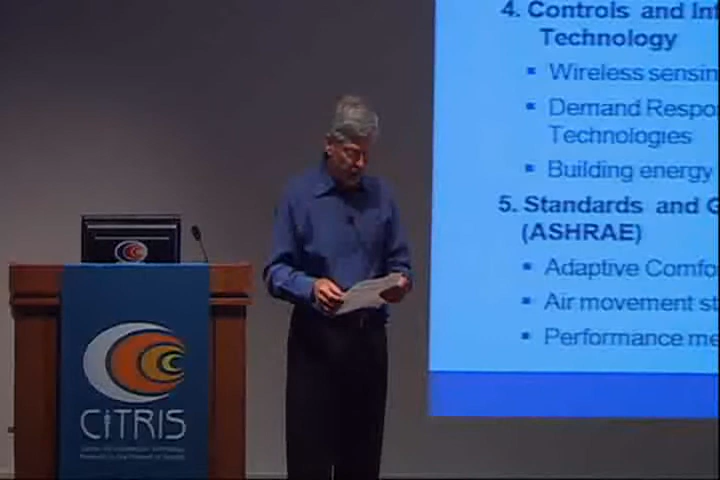 4. Controls and Inf
Technology
▪ Wireless sensin
▪ Demand Respo
Technologies
▪ Building energy
5. Standards and G
(ASHRAE)
▪ Adaptive Comfo
▪ Air movement st
▪ Performance me
CiTRIS